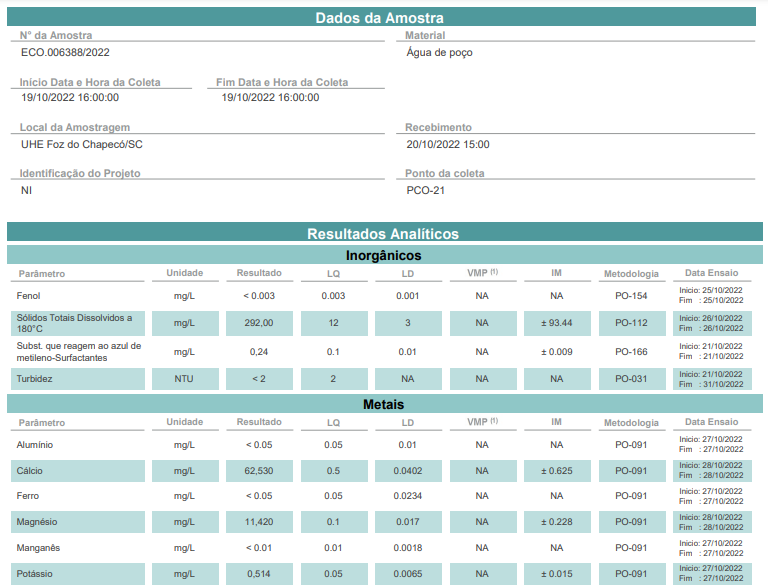 Dados da Amostra
N° da Amostra Material
ECO.006388/2022 Água de poço
Início Data e Hora da Coleta Fim Data e Hora da Coleta
19/10/2022 16:00:00 19/10/2022 16:00:00
Local da Amostragem Recebimento
UHE Foz do Chapecó/SC 20/10/2022 15:00
Identificação do Projeto Ponto da coleta
NI PCO-21
Resultados Analíticos
Inorgânicos
Parâmetro Unidade Resultado LQ LD VMP (1) IM Metodologia Data Ensaio
Fenol mg/L < 0.003 0.003 0.001 NA NA PO-154 Inicio: 25/10/2022
Fim : 25/10/2022
Sólidos Totais Dissolvidos a
180°C mg/L 292,00 12 3 NA ± 93.44 PO-112 Inicio: 26/10/2022
Fim : 26/10/2022
Subst. que reagem ao azul de
metileno-Surfactantes mg/L 0,24 0.1 0.01 NA ± 0.009 PO-166 Inicio: 21/10/2022
Fim : 21/10/2022
Turbidez NTU < 2 2 NA NA NA PO-031 Inicio: 21/10/2022
Fim : 31/10/2022
Metais
Parâmetro Unidade Resultado LQ LD VMP (1) IM Metodologia Data Ensaio
Alumínio mg/L < 0.05 0.05 0.01 NA NA PO-091 Inicio: 27/10/2022
Fim : 27/10/2022
Cálcio mg/L 62,530 0.5 0.0402 NA ± 0.625 PO-091 Inicio: 28/10/2022
Fim : 28/10/2022
Ferro mg/L < 0.05 0.05 0.0234 NA NA PO-091 Inicio: 27/10/2022
Fim : 27/10/2022
Magnésio mg/L 11,420 0.1 0.017 NA ± 0.228 PO-091 Inicio: 28/10/2022
Fim : 28/10/2022
Manganês mg/L < 0.01 0.01 0.0018 NA NA PO-091 Inicio: 27/10/2022
Fim : 27/10/2022
Potássio mg/L 0,514 0.05 0.0065 NA ± 0.015 PO-091 Inicio: 27/10/2022
Fim : 27/10/2022